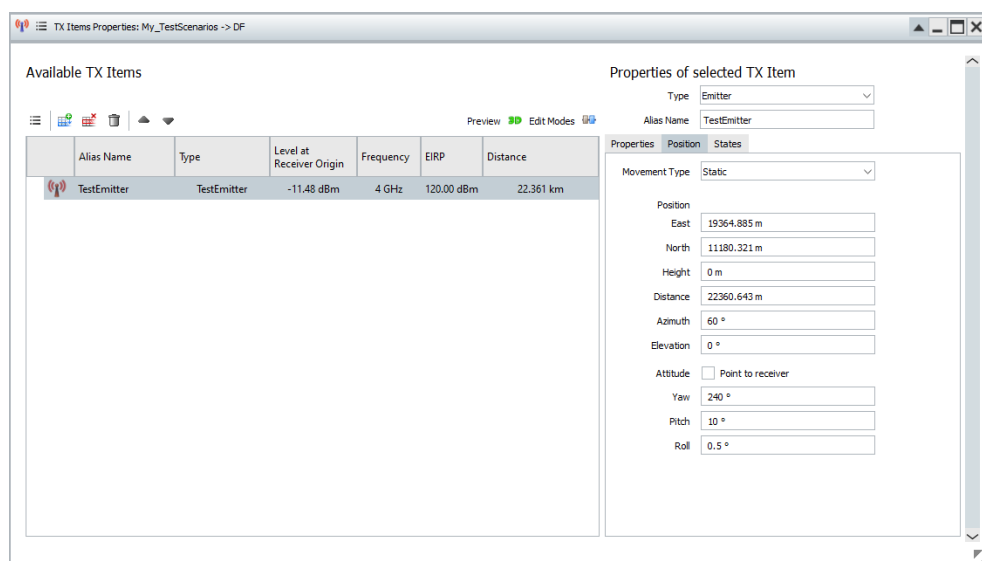 TX Items Properties: My_TestScenarios -> DF
Available TX Items
Preview 3D Edit Modes
Alias Name Type Level at Receiver Origin Frequency EIRP Distance
TestEmitter TestEmitter -11.48 dBm 4 GHz 120.00 dBm 22.361 km
Properties of selected TX Item
Type Emitter
Alias Name TestEmitter
Properties Position States
Movement Type Static
Position
East 19364.885 m
North 11180.321 m
Height 0 m
Distance 22360.643 m
Azimuth 60 °
Elevation 0 °
Attitude Point to receiver
Yaw 240 °
Pitch 10 °
Roll 0.5 °